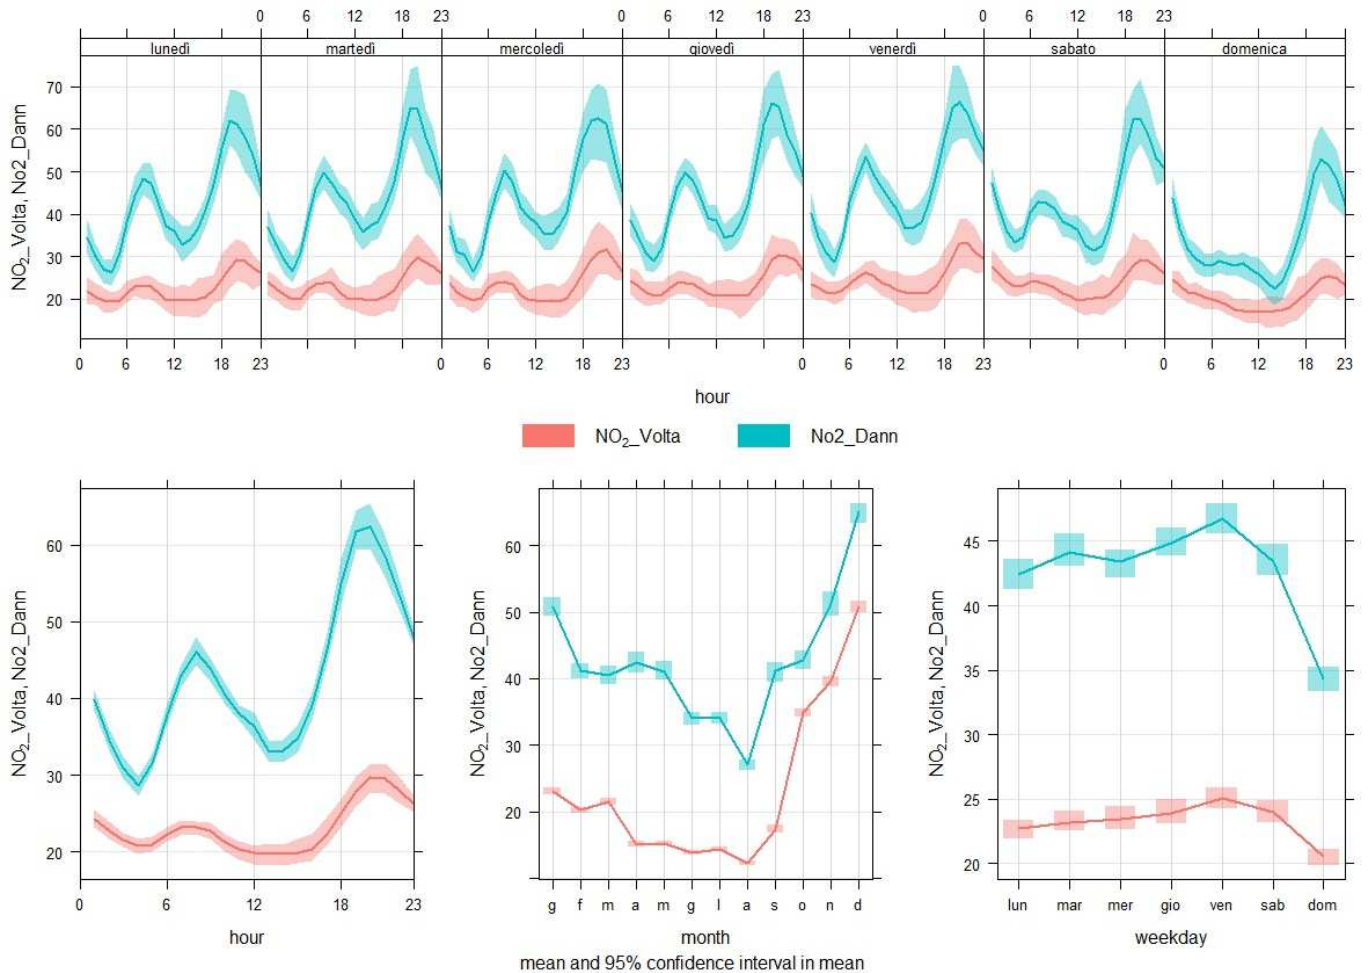 0 6 12 18 23 0 6 12 18 23 0 6 12 18 23
lunedì martedì mercoledì giovedì venerdì sabato domenica
70
60
50
40
30
20
NO₂_Volta, No2_Dann
0 6 12 18 23 0 6 12 18 23 0 6 12 18 23 0 6 12 18 23
hour
NO₂_Volta No2_Dann
60
50
40
30
20
NO₂_Volta, No2_Dann
0 6 12 18 23
hour
60
50
40
30
20
NO₂_Volta, No2_Dann
g f m a m g l a s o n d
month
45
40
35
30
25
20
NO₂_Volta, No2_Dann
lun mar mer gio ven sab dom
weekday
mean and 95% confidence interval in mean